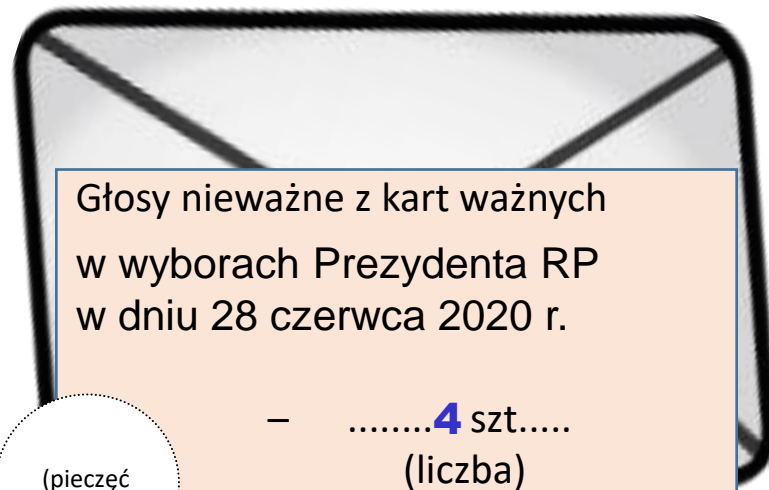 Głosy nieważne z kart ważnych
w wyborach Prezydenta RP
w dniu 28 czerwca 2020 r.
– ........4 szt.....
(liczba)
(pieczęć